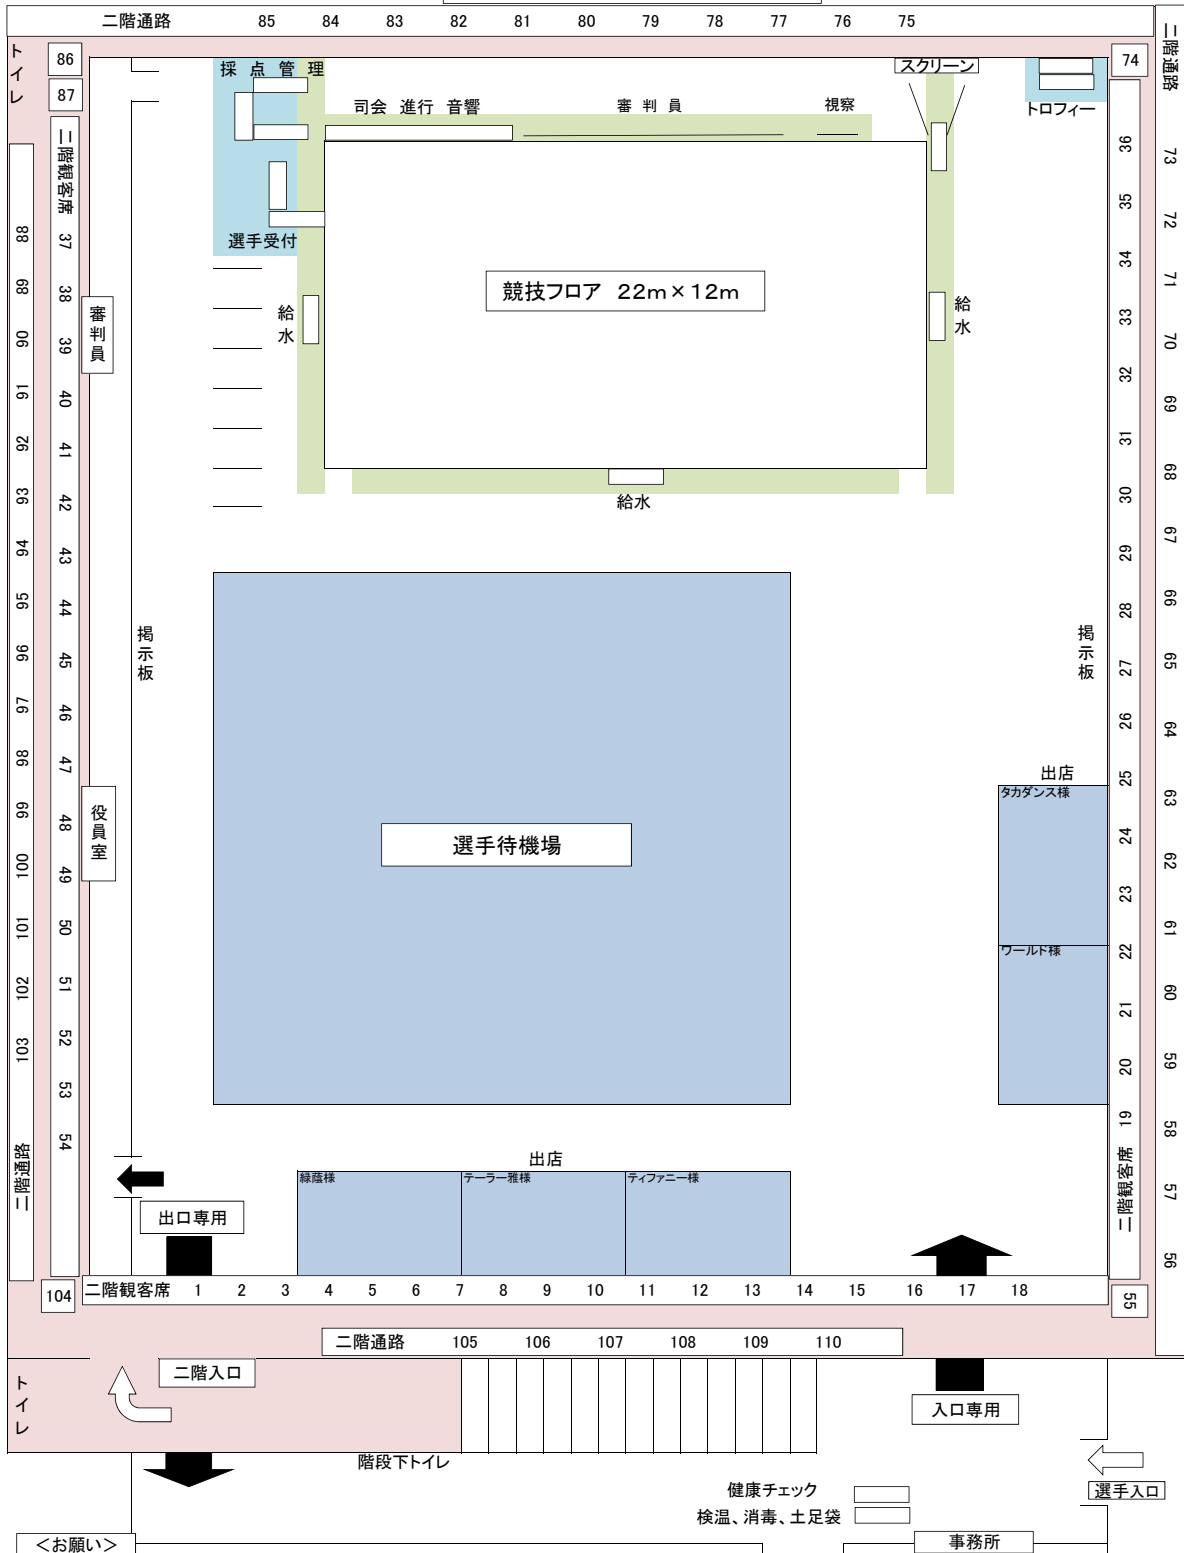 二階通路 85 84 83 82 81 80 79 78 77 76 75
二階通路
トイレ
86
87
74
採点管理
スクリーン
トロフィー
司会 進行 音響
審判員
視察
二階観客席 37 38 39 40 41 42 43 44 45 46 47 48 49 50 51 52 53 54
88 89 90 91 92 93 94 95 96 97 98 99 100 101 102 103 二階通路
36 35 34 33 32 31 30 29 28 27 26 25 24 23 22 21 20 19 二階観客席
73 72 71 70 69 68 67 66 65 64 63 62 61 60 59 58 57 56
選手受付
競技フロア 22m×12m
審判員
給水
給水
給水
掲示板
掲示板
出店
タカダンス様
ワールド様
役員室
選手待機場
出店
緑蔭様
テーラー雅様
ティファニー様
出口専用
104
二階観客席 1 2 3 4 5 6 7 8 9 10 11 12 13 14 15 16 17 18
55
二階通路 105 106 107 108 109 110
二階入口
トイレ
入口専用
階段下トイレ
選手入口
健康チェック
検温、消毒、土足袋
事務所
<お願い>